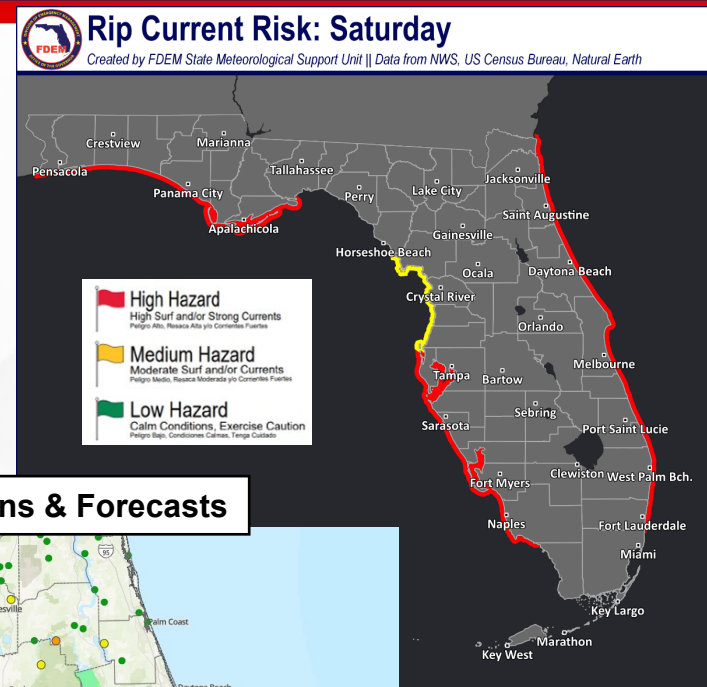 FDEM
Rip Current Risk: Saturday
Created by FDEM State Meteorological Support Unit || Data from NWS, US Census Bureau, Natural Earth
Crestview
Marianna
Pensacola
Tallahassee
Jacksonville
Panama City
Perry
Lake City
Saint Augustine
Apalachicola
Gainesville
Horseshoe Beach
Ocala
Daytona Beach
Crystal River
High Hazard
High Surf and/or Strong Currents
Peligro Alto, Resaca Alta y/o Corrientes Fuertes
Medium Hazard
Moderate Surf and/or Currents
Peligro Medio, Resaca Moderada y/o Corrientes Fuertes
Low Hazard
Calm Conditions, Exercise Caution
Peligro Bajo, Condiciones Calmas, Tenga Cuidado
Orlando
Melbourne
Tampa
Bartow
Sebring
Sarasota
Port Saint Lucie
Fort Myers
Clewiston
West Palm Bch.
Naples
Fort Lauderdale
Miami
Key Largo
Marathon
Key West
ns & Forecasts
95
esville
Palm Coast
Daytona Beach